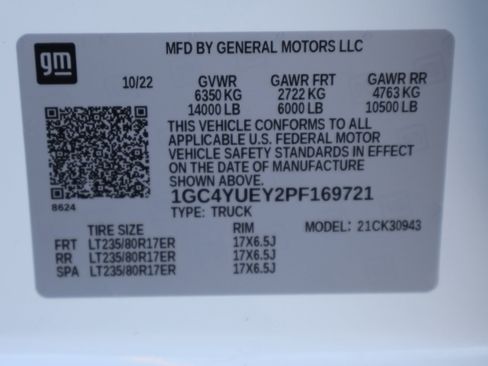 gm
MFD BY GENERAL MOTORS LLC
10/22 GVWR GAWR FRT GAWR RR
6350 KG 2722 KG 4763 KG
14000 LB 6000 LB 10500 LB
THIS VEHICLE CONFORMS TO ALL
APPLICABLE U.S. FEDERAL MOTOR
VEHICLE SAFETY STANDARDS IN EFFECT
ON THE DATE OF MANUFACTURE
SHOWN ABOVE.
1GC4YUEY2PF169721
8624
TYPE: TRUCK
TIRE SIZE RIM MODEL: 21CK30943
FRT LT235/80R17ER 17X6.5J
RR LT235/80R17ER 17X6.5J
SPA LT235/80R17ER 17X6.5J